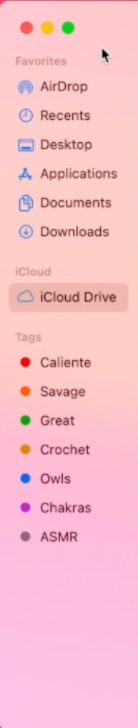 Favorites
AirDrop
Recents
Desktop
Applications
Documents
Downloads
iCloud
iCloud Drive
Tags
Caliente
Savage
Great
Crochet
Owls
Chakras
ASMR